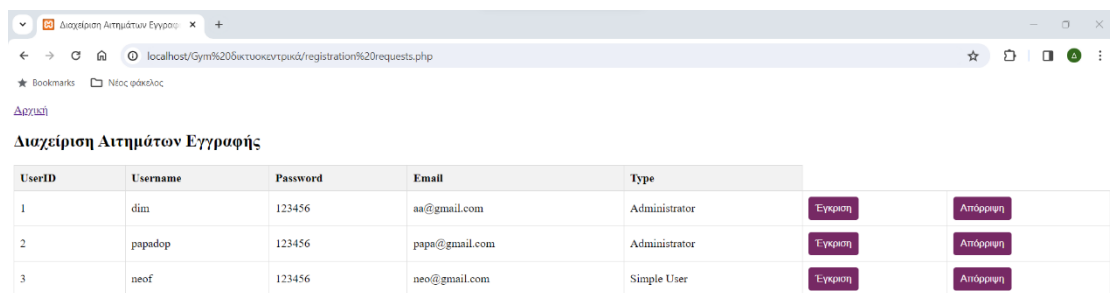 Διαχείριση Αιτημάτων Εγγραφ
localhost/Gym%20δικτυοκεντρικά/registration%20requests.php
Bookmarks Νέος φάκελος
Αρχική
Διαχείριση Αιτημάτων Εγγραφής
UserID Username Password Email Type
1 dim 123456 aa@gmail.com Administrator Έγκριση Απόρριψη
2 papadop 123456 papa@gmail.com Administrator Έγκριση Απόρριψη
3 neof 123456 neo@gmail.com Simple User Έγκριση Απόρριψη